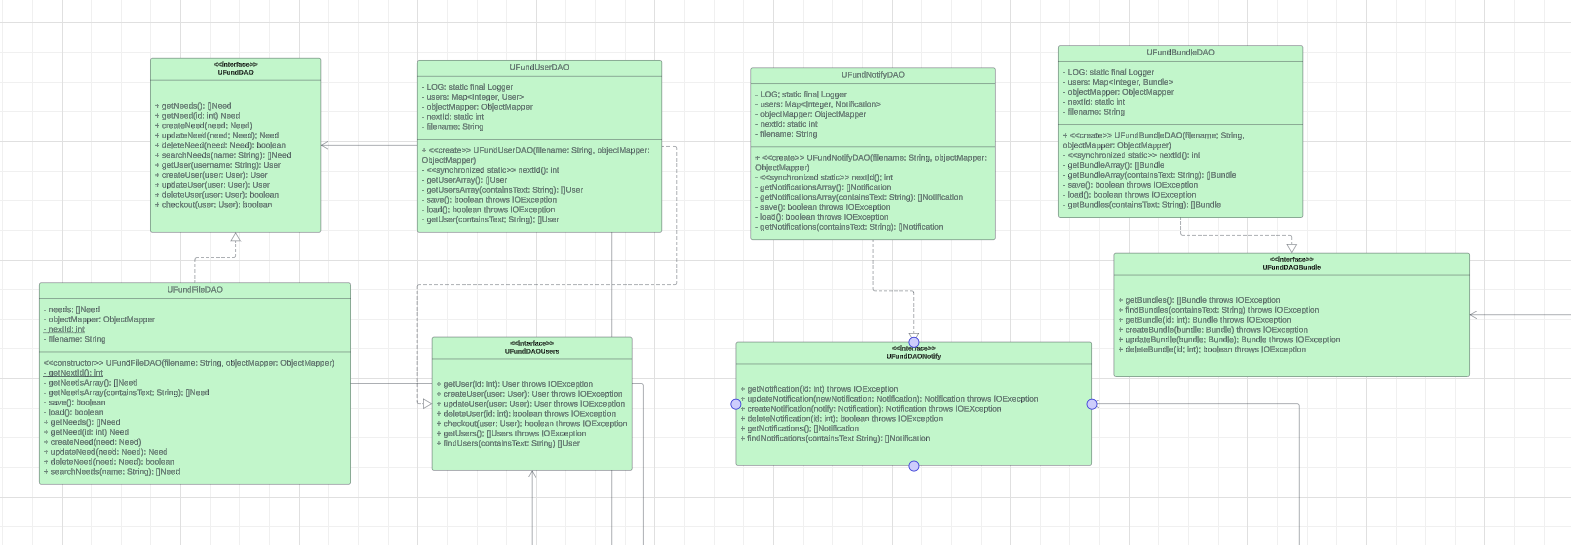 <<interface>>
UFundDAO
+ getNeeds(): []Need
+ getNeed(id: int) Need
+ createNeed(need; Need)
+ updateNeed(need; Need); Need
+ deleteNeed(need: Need): boolean
+ searchNeeds(name: String): []Need
+ getUser(username: String): User
+ createUser(user: User): User
+ updateUser(user: User): User
+ deleteUser(user: User): boolean
+ checkout(user: User): boolean
UFundUserDAO
- LOG: static final Logger
- users: Map<Integer, User>
- objectMapper: ObjectMapper
- nextId: static int
- filename: String
+ <<create>> UFundUserDAO(filename: String, objectMapper:
ObjectMapper)
- <<synchronized static>> nextId(): int
- getUserArray(): []User
- getUsersArray(containsText: String): []User
- save(): boolean throws IOException
- load(): boolean throws IOException
- getUser(containsText; String); []User
UFundNotifyDAO
- LOG: static final Logger
- users: Map<Integer, Notification>
- objectMapper: ObjectMapper
- nextId: static int
- filename: String
+ <<create>> UFundNotifyDAO(filename: String, objectMapper:
ObjectMapper)
- <<synchronized static>> nextId(); int
- getNotificationsArray(): []Notification
- getNotificationsArray(containsText: String): []Notification
- save(): boolean throws IOException
- load(): boolean throws IOException
- getNotifications(containsText: String): []Notification
UFundBundleDAO
- LOG: static final Logger
- users: Map<Integer, Bundle>
- objectMapper: ObjectMapper
- nextId: static int
- filename: String
+ <<create>> UFundBundleDAO(filename; String,
objectMapper: ObjectMapper)
- <<synchronized static>> nextId(): int
- getBundleArray(): []Bundle
- getBundleArray(containsText: String): []Bundle
- save(): boolean throws IOException
- load(): boolean throws IOException
- getBundles(containsText: String): []Bundle
UFundFileDAO
- needs; []Need
- objectMapper: ObjectMapper
- nextId: int
- filename: String
<<constructor>> UFundFileDAO(filename: String, objectMapper: ObjectMapper)
- getNextId(): int
- getNeedsArray(): []Need
- getNeedsArray(containsText: String); []Need
- save(): boolean
- load(): boolean
+ getNeeds(): []Need
+ getNeed(id: int) Need
+ createNeed(need: Need)
+ updateNeed(need: Need): Need
+ deleteNeed(need: Need): boolean
+ searchNeeds(name: String): []Need
<<interface>>
UFundDAOUsers
+ getUser(id: int): User throws IOException
+ createUser(user: User): User throws IOException
+ updateUser(user: User): User throws IOException
+ deleteUser(id: int): boolean throws IOException
+ checkout(user: User); boolean throws IOException
+ getUsers(); []Users throws IOException
+ findUsers(containsText: String) []User
<<interface>>
UFundDAONotify
+ getNotification(id: int) throws IOException
+ updateNotification(newNotification: Notification): Notification throws IOException
+ createNotification(notify: Notification): Notification throws IOException
+ deleteNotification(id: int); boolean throws IOException
+ getNotifications(); []Notification
+ findNotifications(containsText String); []Notification
<<interface>>
UFundDAOBundle
+ getBundles(): []Bundle throws IOException
+ findBundles(containsText: String) throws IOException
+ getBundle(id: int): Bundle throws IOException
+ createBundle(bundle: Bundle) throws IOException
+ updateBundle(bundle; Bundle); Bundle throws IOException
+ deleteBundle(id; int); boolean throws IOException